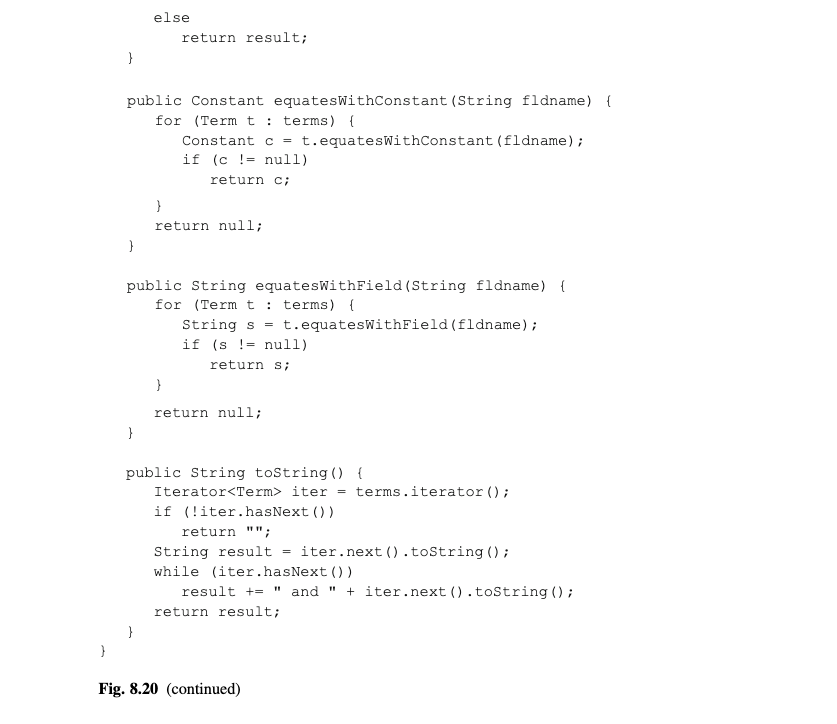 else
return result;
}
public Constant equatesWithConstant(String fldname) {
for (Term t : terms) {
Constant c = t.equatesWithConstant(fldname);
if (c != null)
return c;
}
return null;
}
public String equatesWithField(String fldname) {
for (Term t : terms) {
String s = t.equatesWithField(fldname);
if (s != null)
return s;
}
return null;
}
public String toString() {
Iterator<Term> iter = terms.iterator();
if (!iter.hasNext())
return "";
String result = iter.next().toString();
while (iter.hasNext())
result += " and " + iter.next().toString();
return result;
}
}
Fig. 8.20 (continued)